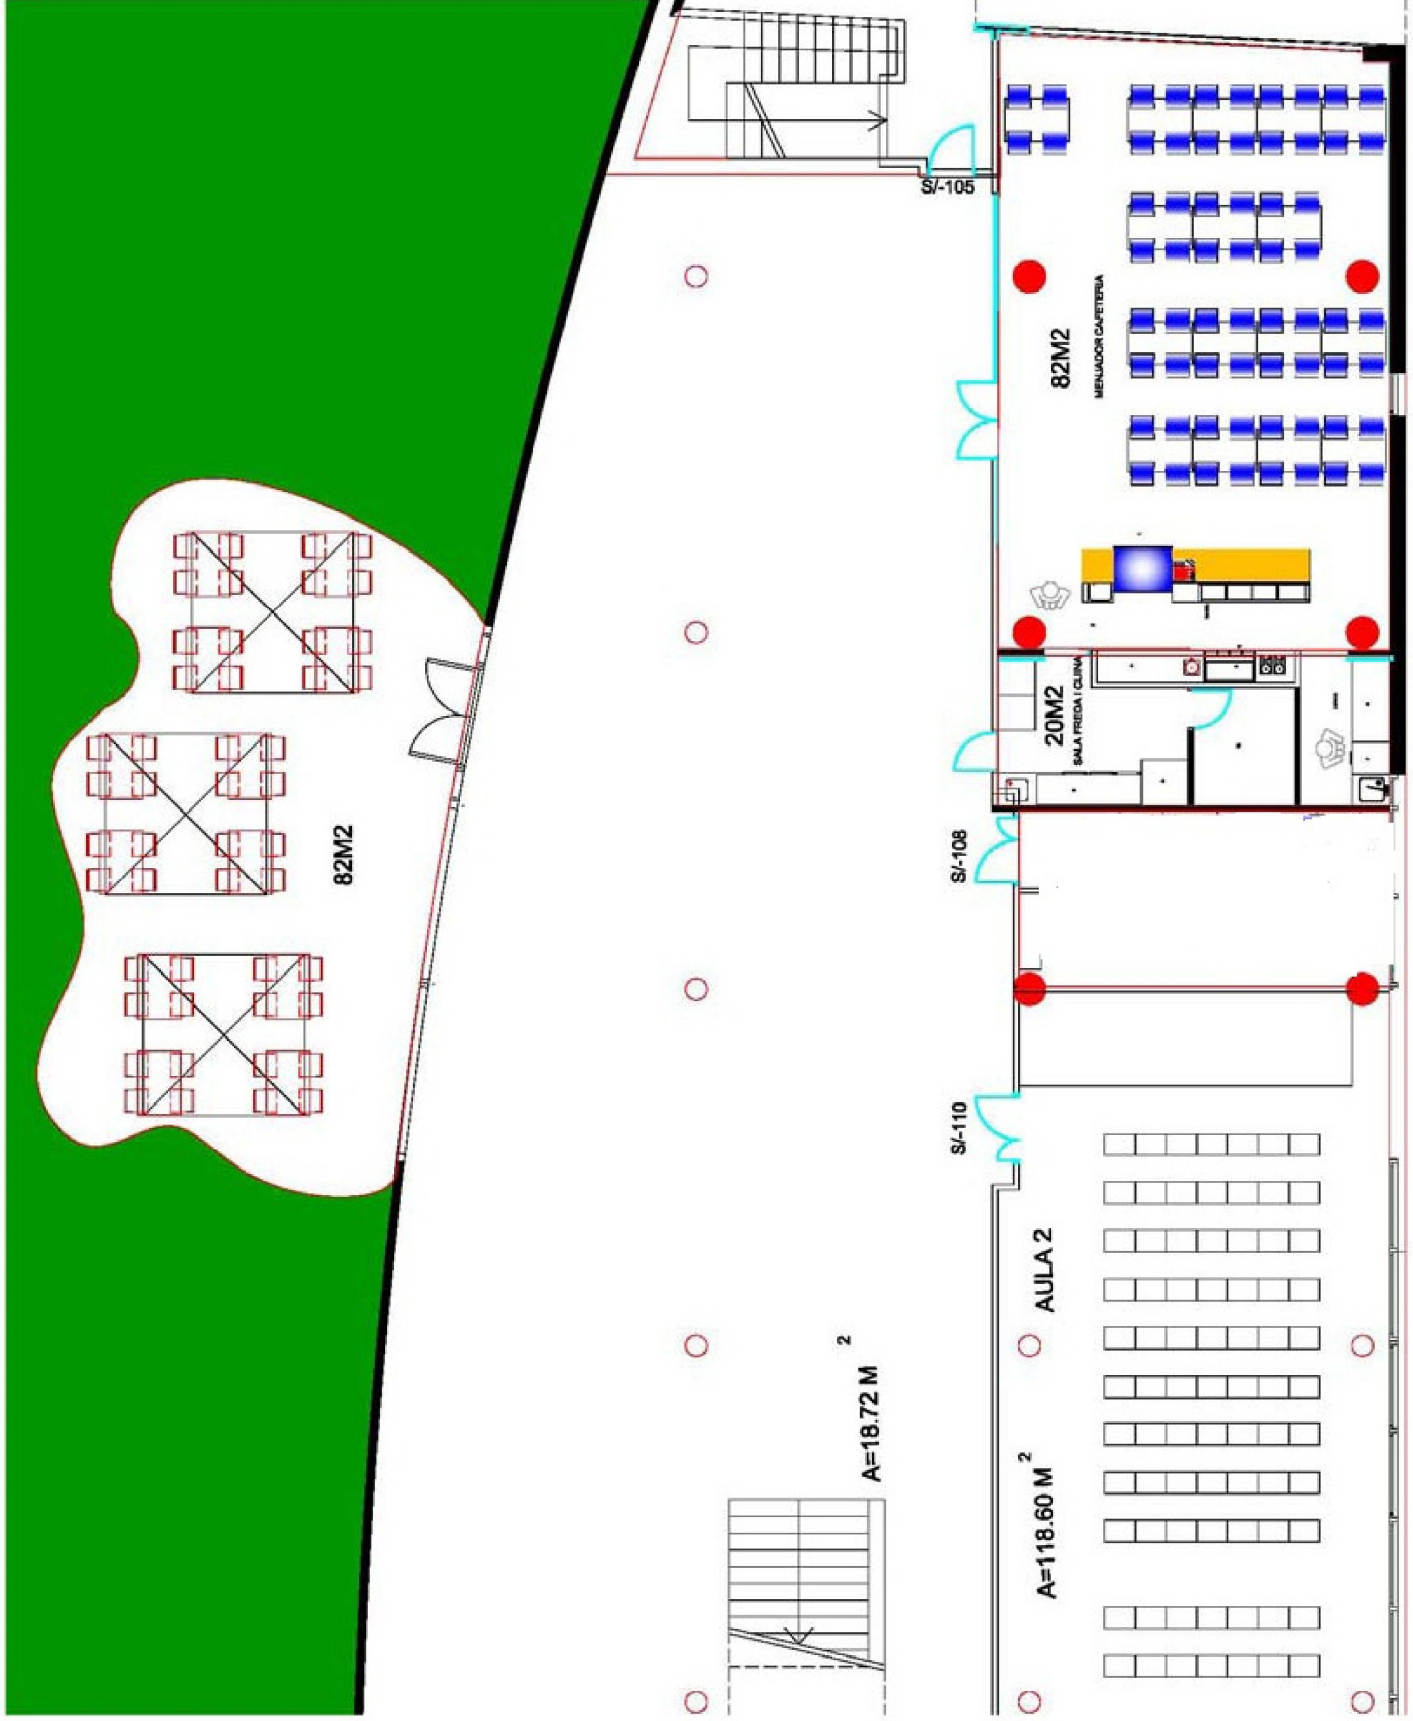 S/-105
82M2
MENJADOR CAFETERIA
20M2
SALA FREDA I CUINA
82M2
S/-108
S/-110
AULA 2
A=18.72 M 2
A=118.60 M 2